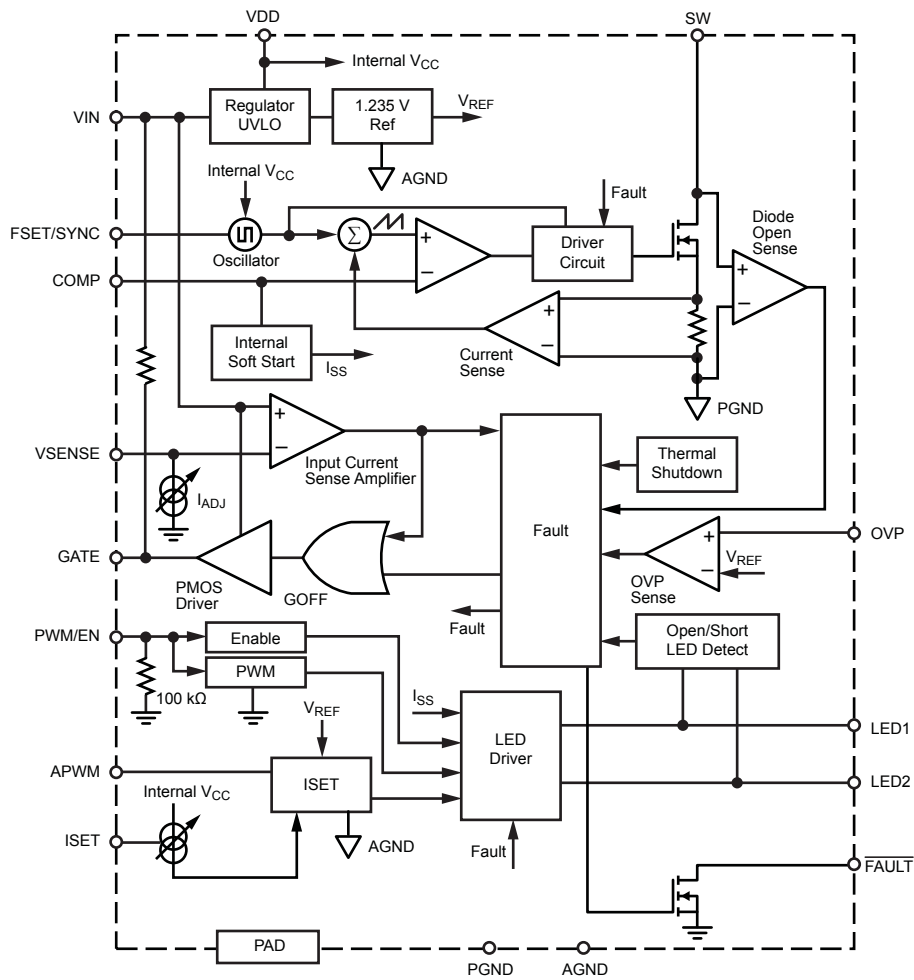 VDD
SW
Internal VCC
VIN
Regulator
UVLO
1.235 V
Ref
VREF
AGND
Internal VCC
Fault
FSET/SYNC
Oscillator
Σ
+
−
Driver
Circuit
Diode
Open
Sense
+
−
COMP
Internal
Soft Start
ISS
+
−
Current
Sense
PGND
+
−
VSENSE
Input Current
Sense Amplifier
IADJ
Thermal
Shutdown
Fault
GATE
PMOS
Driver
GOFF
+
−
VREF
OVP
OVP
Sense
Fault
PWM/EN
Enable
PWM
100 kΩ
Open/Short
LED Detect
VREF
ISS
LED
Driver
LED1
LED2
APWM
ISET
Internal VCC
AGND
ISET
Fault
FAULT
PAD
PGND
AGND